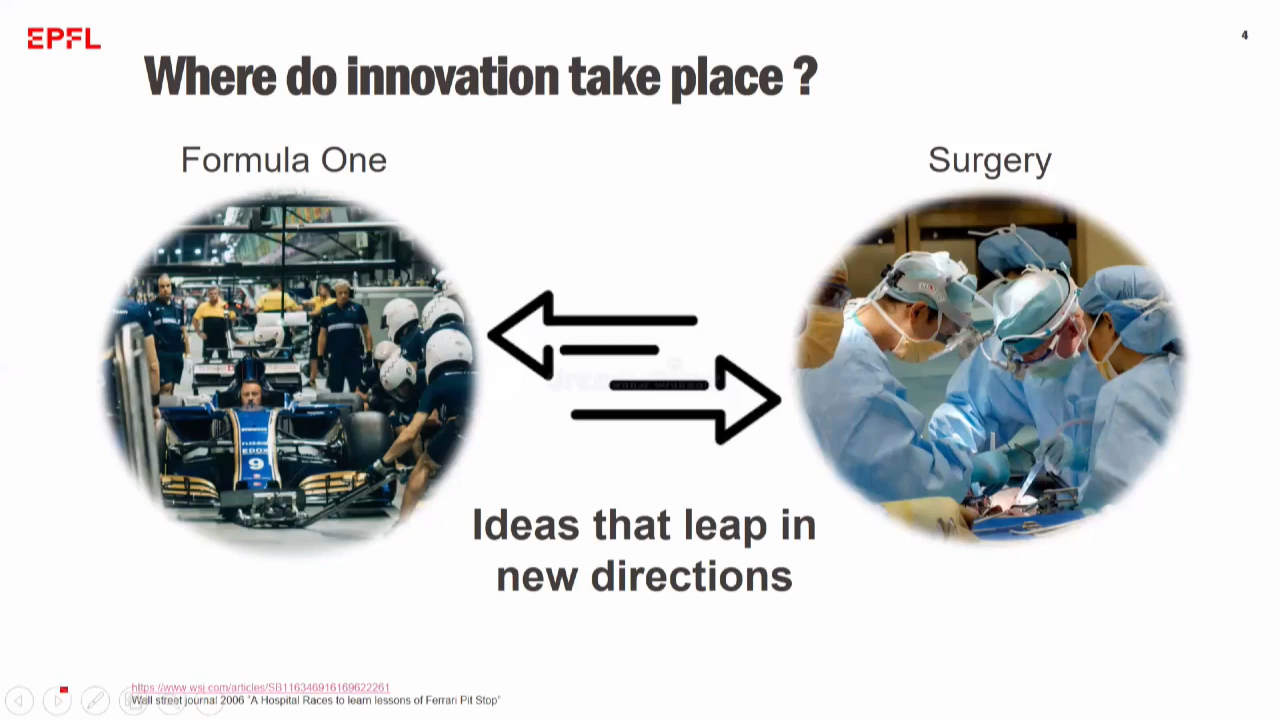 EPFL
4
Where do innovation take place ?
Formula One
Surgery
9
Ideas that leap in
new directions
https://www.wsj.com/articles/SB116346916169622261
Wall street journal 2006 "A Hospital Races to learn lessons of Ferrari Pit Stop"